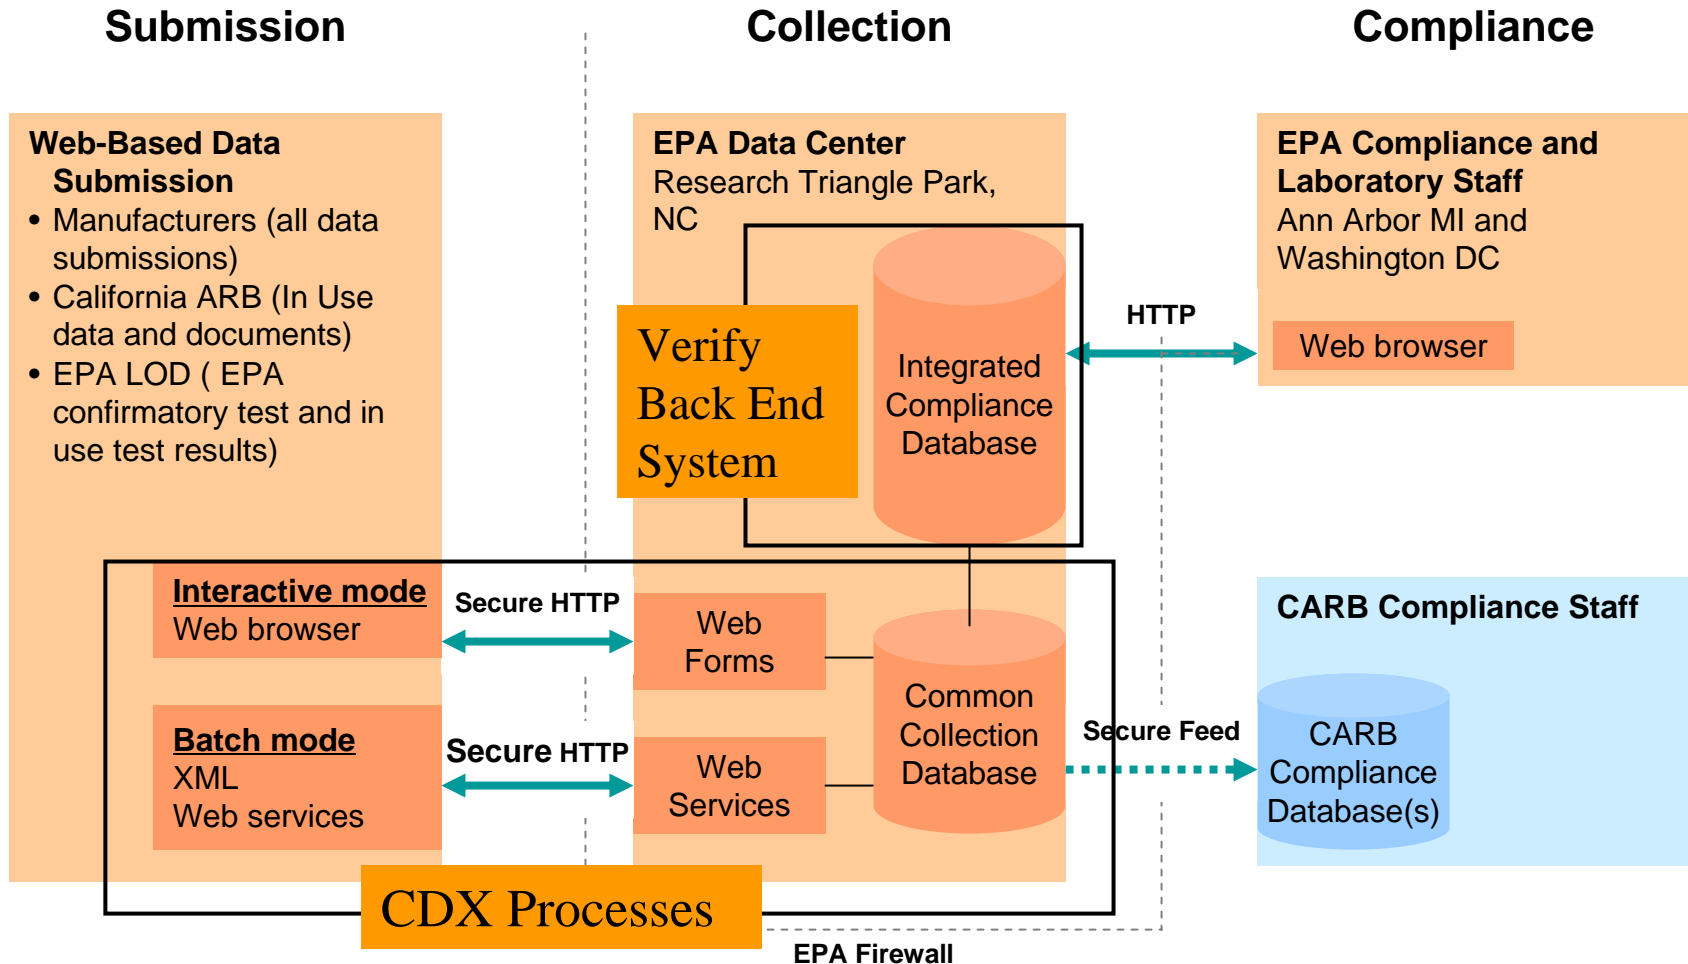 Submission
Collection
Compliance
Web-Based Data
Submission
• Manufacturers (all data
submissions)
• California ARB (In Use
data and documents)
• EPA LOD ( EPA
confirmatory test and in
use test results)
Interactive mode
Web browser
Batch mode
XML
Web services
Secure HTTP
Secure HTTP
EPA Data Center
Research Triangle Park,
NC
Verify
Back End
System
Integrated
Compliance
Database
Web
Forms
Web
Services
Common
Collection
Database
CDX Processes
EPA Firewall
HTTP
Secure Feed
EPA Compliance and
Laboratory Staff
Ann Arbor MI and
Washington DC
Web browser
CARB Compliance Staff
CARB
Compliance
Database(s)